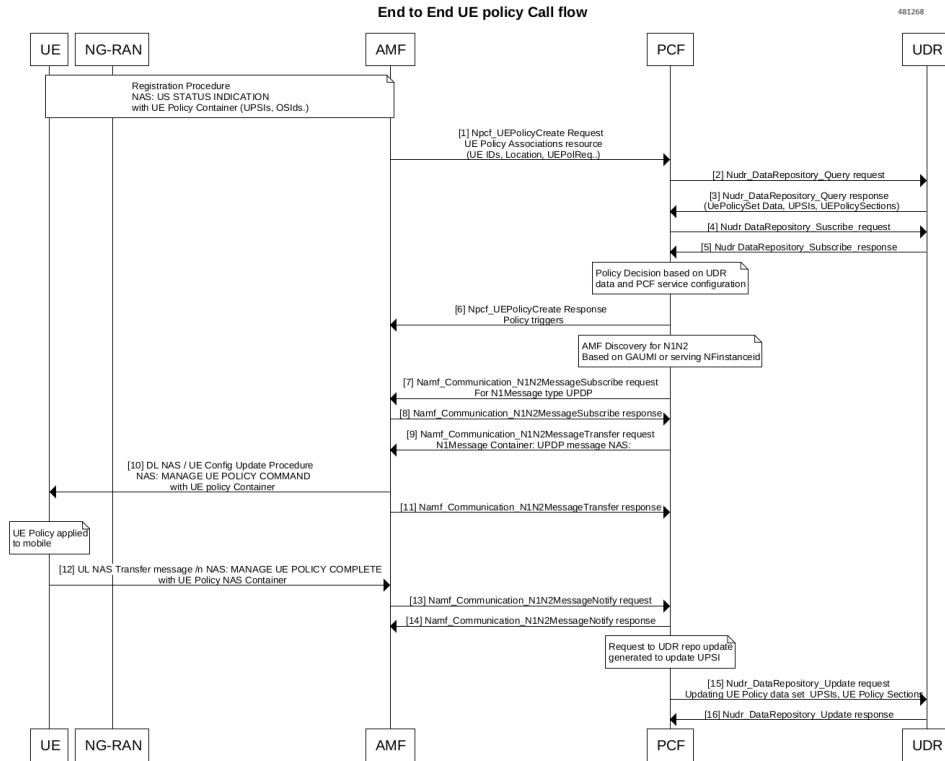 End to End UE policy Call flow
481268
UE
NG-RAN
AMF
PCF
UDR
Registration Procedure
NAS: US STATUS INDICATION
with UE Policy Container (UPSIs, OSIds.)
[1] Npcf_UEPolicyCreate Request
UE Policy Associations resource
(UE IDs, Location, UEPolReq..)
[2] Nudr_DataRepository_Query request
[3] Nudr_DataRepository_Query response
(UePolicySet Data, UPSIs, UEPolicySections)
[4] Nudr DataRepository_Suscribe_request
[5] Nudr DataRepository_Subscribe_response
Policy Decision based on UDR
data and PCF service configuration
[6] Npcf_UEPolicyCreate Response
Policy triggers
AMF Discovery for N1N2
Based on GAUMI or serving NFinstanceid
[7] Namf_Communication_N1N2MessageSubscribe request
For N1Message type UPDP
[8] Namf_Communication_N1N2MessageSubscribe response
[9] Namf_Communication_N1N2MessageTransfer request
N1Message Container: UPDP message NAS:
[10] DL NAS / UE Config Update Procedure
NAS: MANAGE UE POLICY COMMAND
with UE policy Container
[11] Namf_Communication_N1N2MessageTransfer response
UE Policy applied
to mobile
[12] UL NAS Transfer message /n NAS: MANAGE UE POLICY COMPLETE
with UE Policy NAS Container
[13] Namf_Communication_N1N2MessageNotify request
[14] Namf_Communication_N1N2MessageNotify response
Request to UDR repo update
generated to update UPSI
[15] Nudr_DataRepository_Update request
Updating UE Policy data set UPSIs, UE Policy Sections
[16] Nudr_DataRepository_Update response
UE
NG-RAN
AMF
PCF
UDR